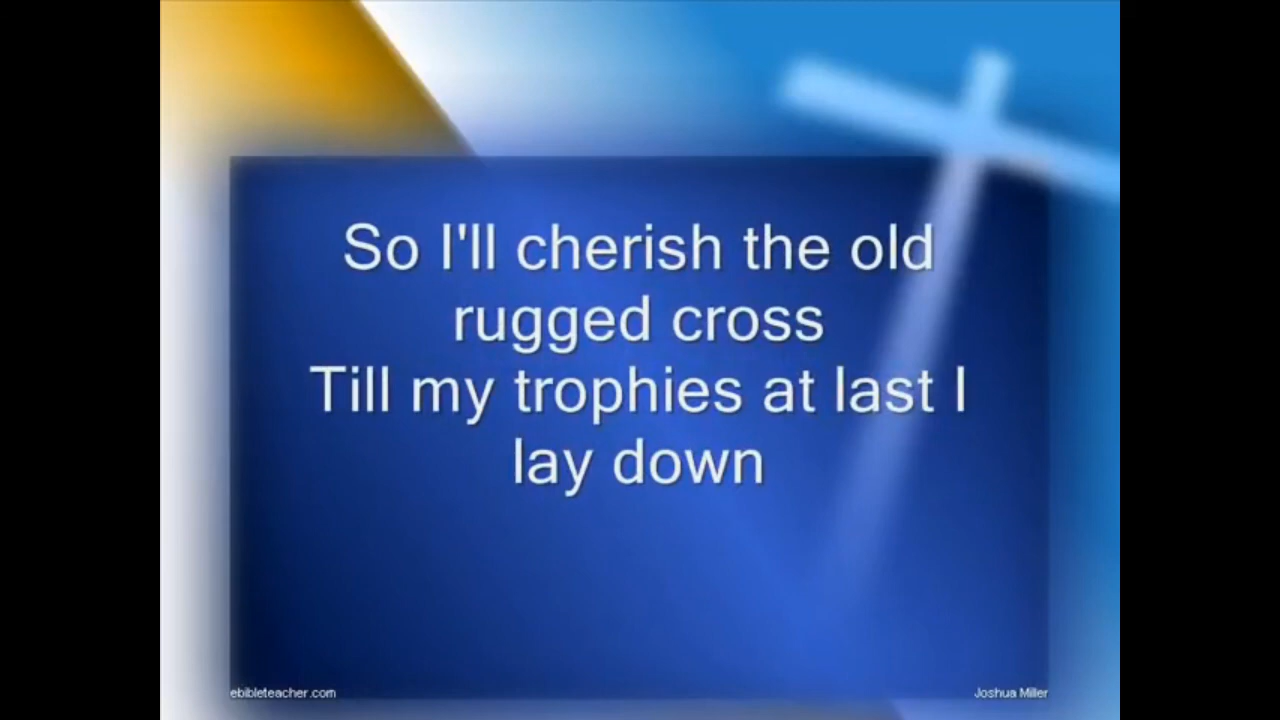 So I'll cherish the old
rugged cross
Till my trophies at last I
lay down
ebibleteacher.com
Joshua Miller